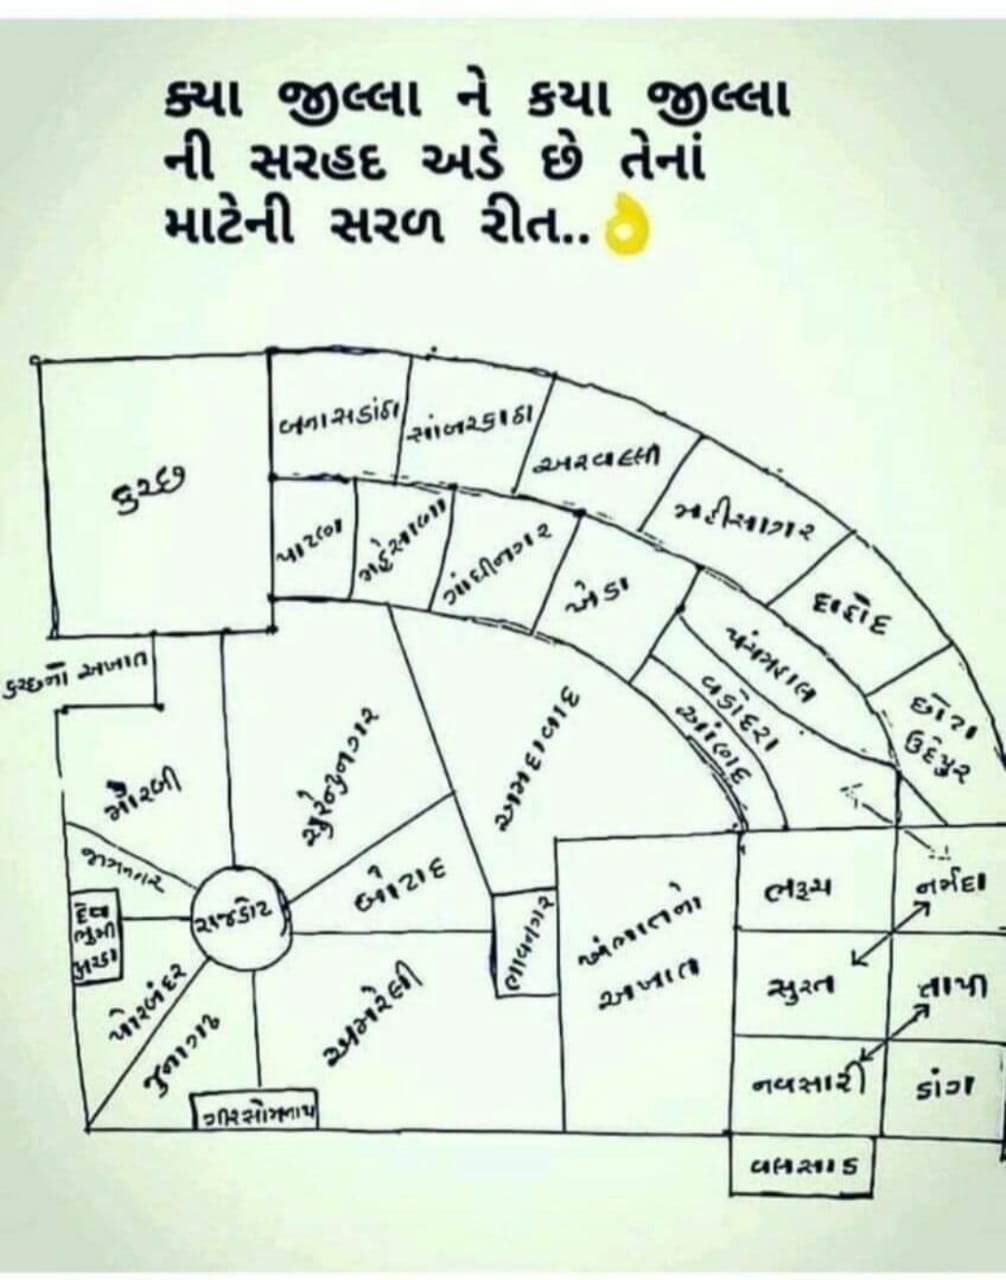 ક્યા જીલ્લા ને કયા જીલ્લા
ની સરહદ અડે છે તેનાં
માટેની સરળ રીત..👌
બનાસકાંઠા
સાંબરકાઠા
અરવલ્લી
કચ્છ
મહીસાગર
પાટણ
મહેસાણા
ગાંધીનગર
ખેડા
દાહોદ
પંચમહાલ
વડોદરા
આણંદ
છોટા
ઉદેપુર
કચ્છનો અખાત
મોરબી
સુરેન્દ્રનગર
અમદાવાદ
જામનગર
રાજકોટ
બોટાદ
ભાવનગર
ખંભાતનો
અખાત
ભરૂચ
નર્મદા
દેવ
ભુમી
પોરબંદર
જુનાગઢ
અમરેલી
સુરત
તાપી
ગીરસોમનાથ
નવસારી
ડાંગ
વલસાડ